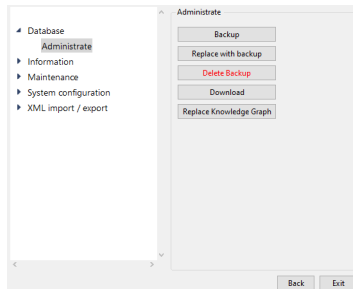 Database
Administrate
Information
Maintenance
System configuration
XML import / export
Administrate
Backup
Replace with backup
Delete Backup
Download
Replace Knowledge Graph
Back
Exit